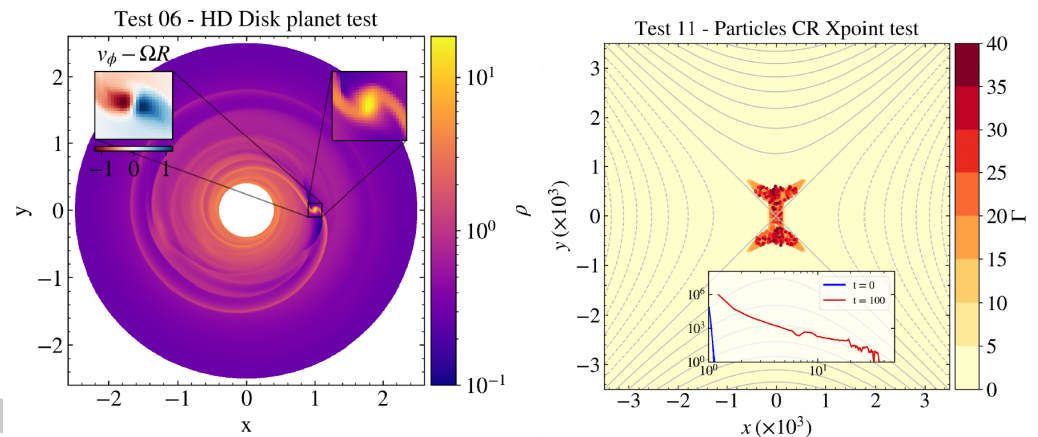 Test 06 - HD Disk planet test
v_ϕ − ΩR
−1 0 1
2
1
0
−1
−2
y
−2 −1 0 1 2
x
10¹
10⁰
10⁻¹
ρ
Test 11 - Particles CR Xpoint test
3
2
1
0
−1
−2
−3
y (×10³)
−3 −2 −1 0 1 2 3
x (×10³)
t = 0
t = 100
10⁶
10³
10⁰
10⁰ 10¹
40
35
30
25
20
15
10
5
0
Γ